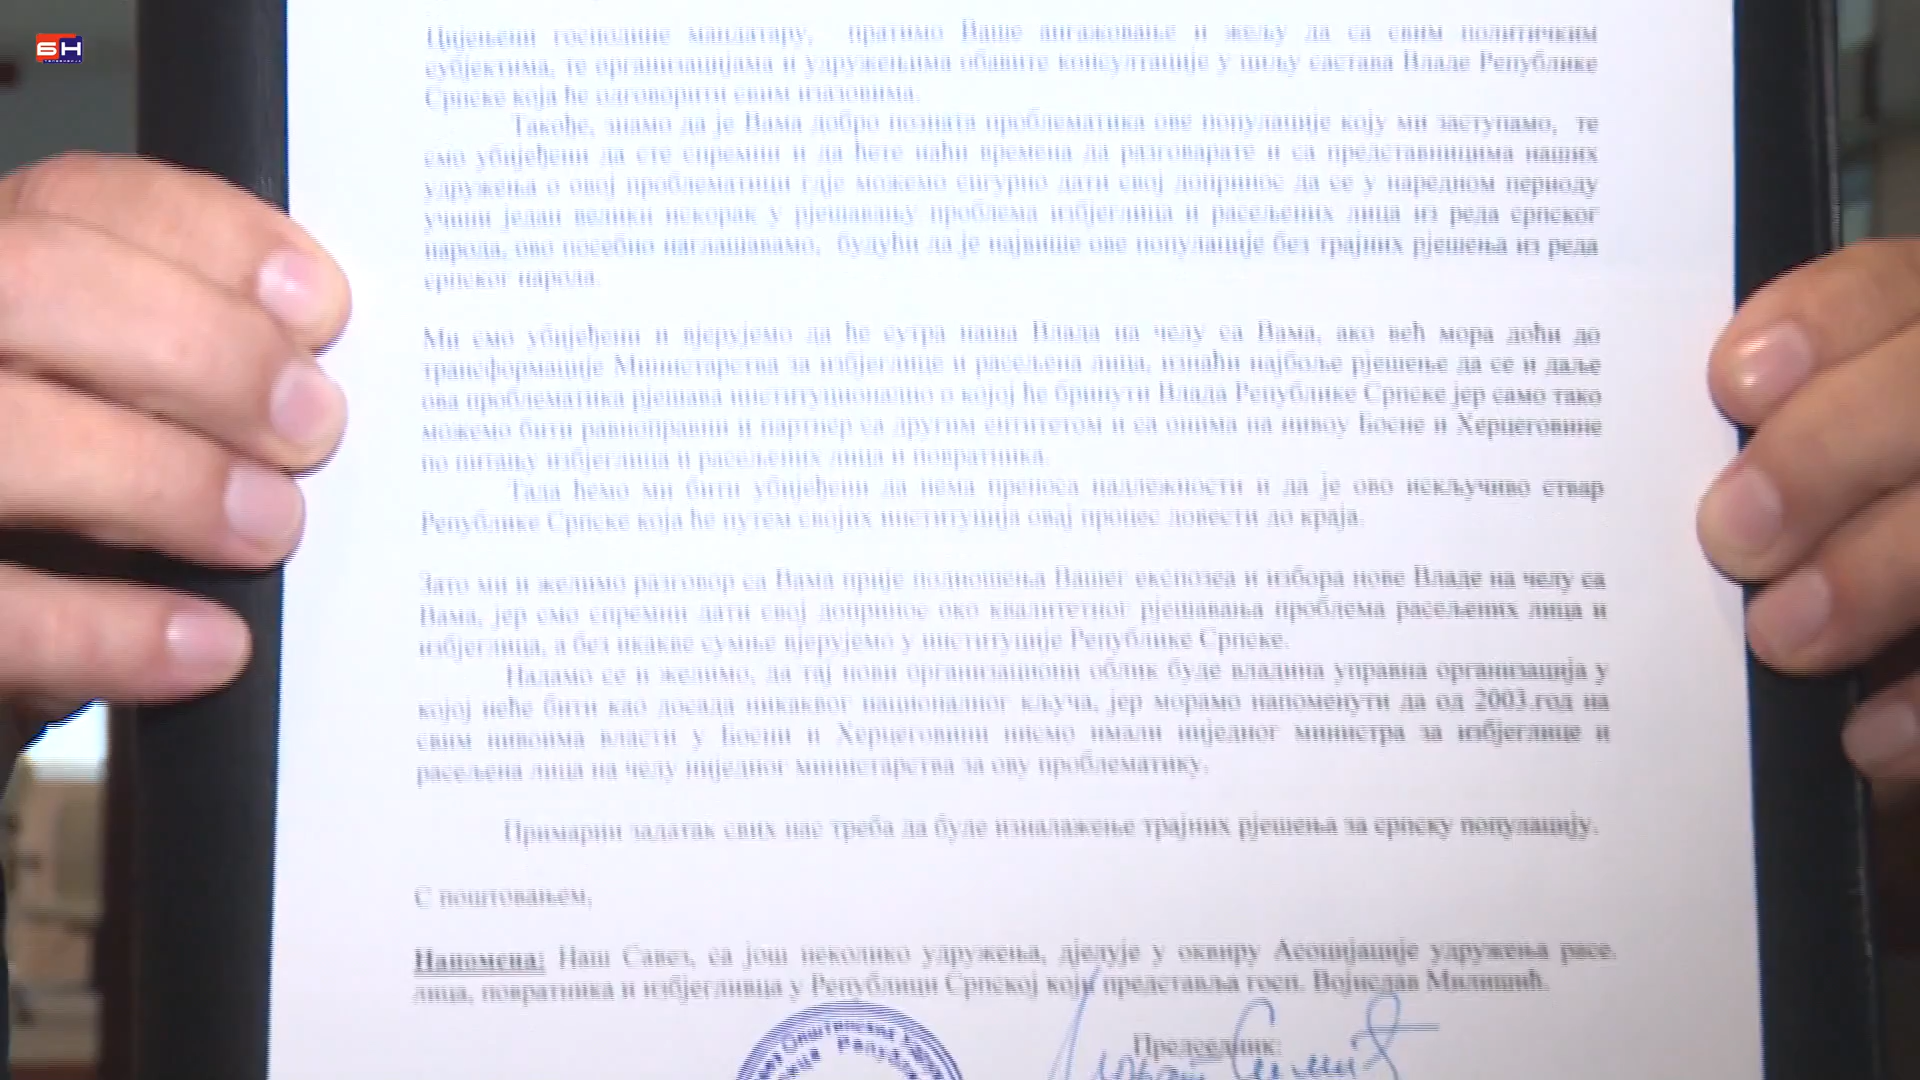 БН
ТЕЛЕВИЗИЈА
Цијењени господине мандатару, пратимо Ваше ангажовање и жељу да са свим политичким
субјектима, те организацијама и удружењима обавите консултације у циљу састава Владе Републике
Српске која ће одговорити свим изазовима.
Такође, знамо да је Вама добро позната проблематика ове популације коју ми заступамо, те
смо убијеђени да сте спремни и да ћете наћи времена да разговарате и са представницима наших
удружења о овој проблематици гдје можемо сигурно дати свој допринос да се у наредном периоду
учини један велики искорак у рјешавању проблема избјеглица и расељених лица из реда српског
народа, ово посебно наглашавамо, будући да је највише ове популације без трајних рјешења из реда
српског народа.
Ми смо убијеђени и вјерујемо да ће сутра наша Влада на челу са Вама, ако већ мора доћи до
трансформације Министарства за избјеглице и расељена лица, изнаћи најбоље рјешење да се и даље
ова проблематика рјешава институционално о којој ће бринути Влада Републике Српске јер само тако
можемо бити равноправни и партнер са другим ентитетом и са онима на нивоу Босне и Херцеговине
по питању избјеглица и расељених лица и повратника.
Тада ћемо ми бити убијеђени да нема преноса надлежности и да је ово искључиво ствар
Републике Српске која ће путем својих институција овај процес довести до краја.
Зато ми и желимо разговор са Вама прије подношења Вашег експозеа и избора нове Владе на челу са
Вама, јер смо спремни дати свој допринос око квалитетног рјешавања проблема расељених лица и
избјеглица, а без икакве сумње вјерујемо у институције Републике Српске.
Надамо се и желимо, да тај нови организациони облик буде владина управна организација у
којој неће бити као досада никаквог националног кључа, јер морамо напоменути да од 2003.год на
свим нивоима власти у Босни и Херцеговини нисмо имали ниједног министра за избјеглице и
расељена лица на челу ниједног министарства за ову проблематику.
Примарни задатак свих нас треба да буде изналажење трајних рјешења за српску популацију.
С поштовањем,
Напомена: Наш Савез, са још неколико удружења, дјелује у оквиру Асоцијације удружења расе.
лица, повратника и избјеглица у Републици Српској коју представља госп.
Предсједник: